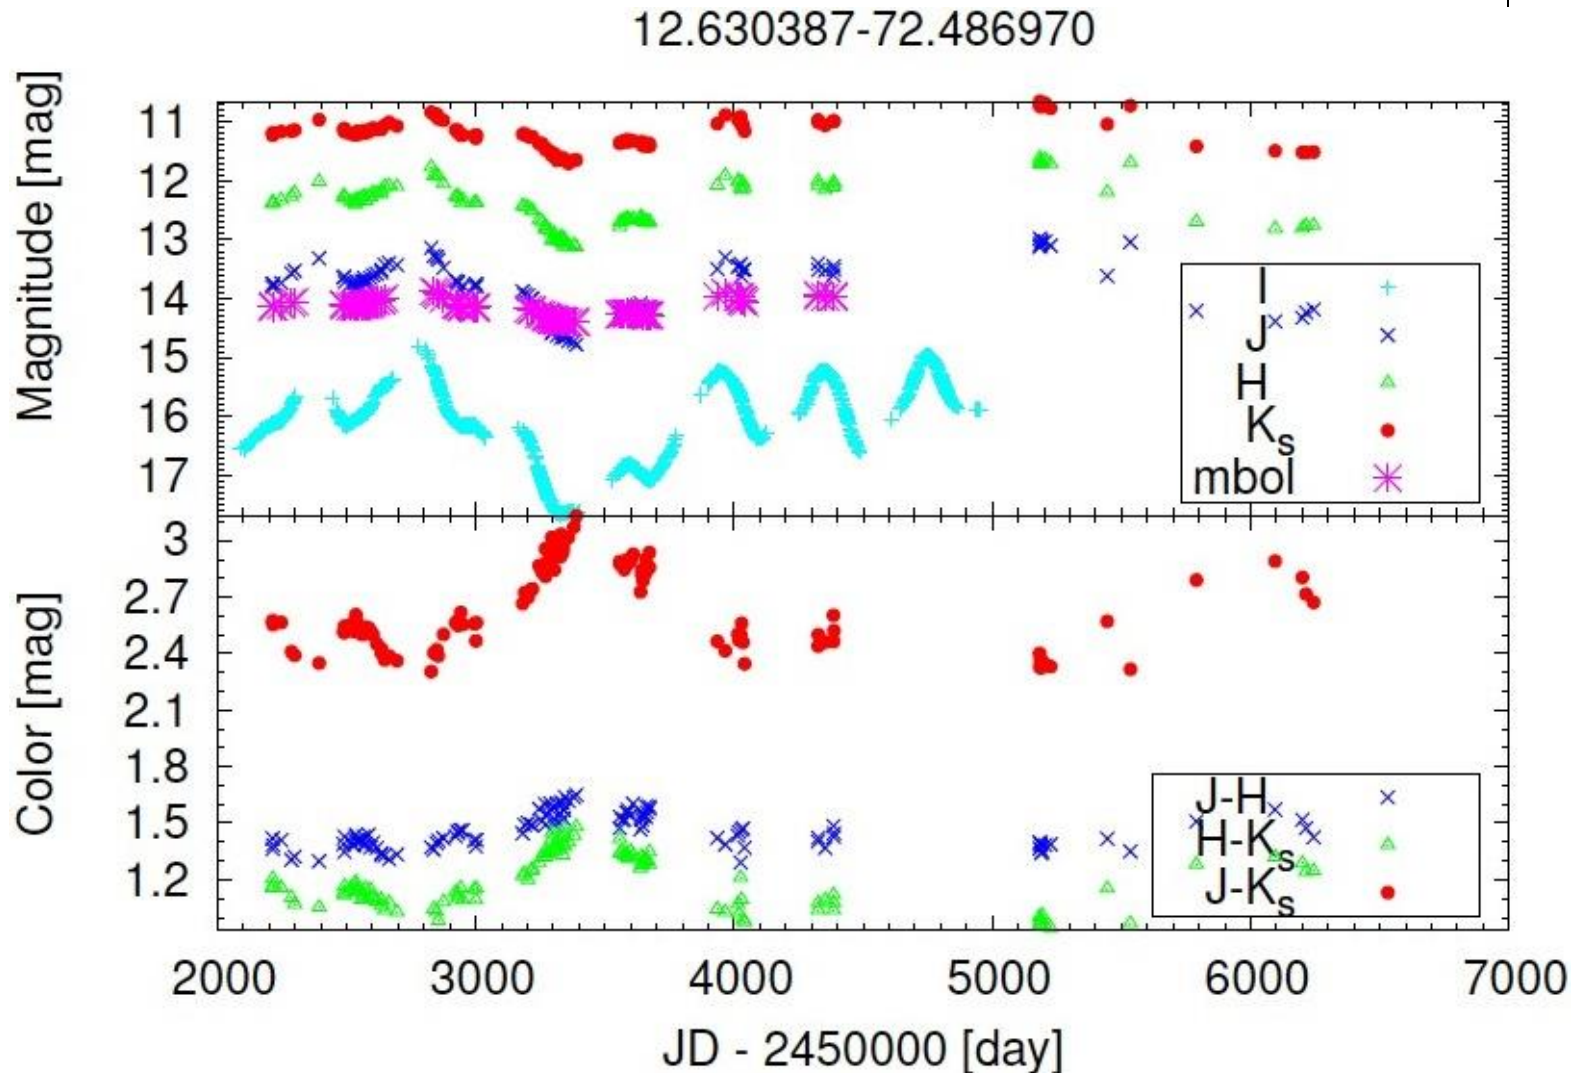 12.630387-72.486970
Magnitude [mag]
11
12
13
14
15
16
17
I
J
H
Ks
mbol
Color [mag]
3
2.7
2.4
2.1
1.8
1.5
1.2
J-H
H-Ks
J-Ks
2000 3000 4000 5000 6000 7000
JD - 2450000 [day]